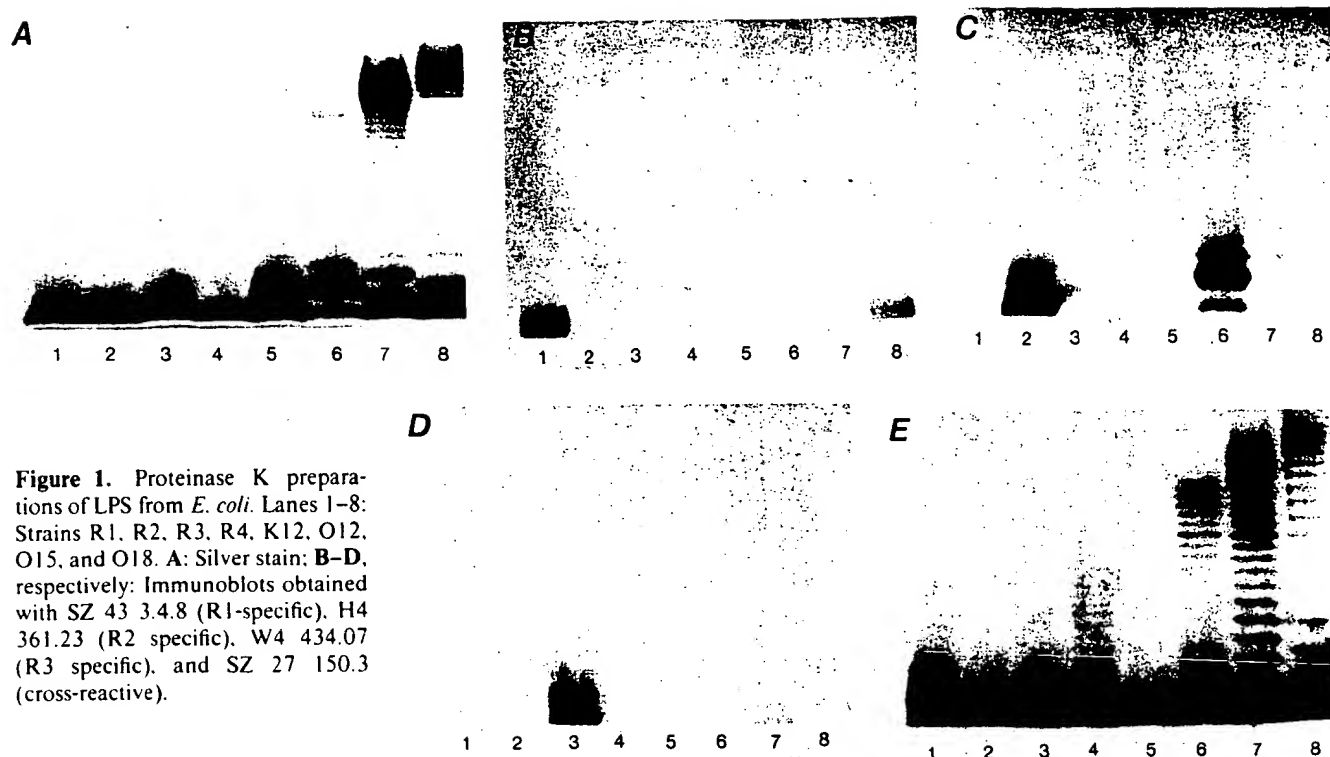 A
B
C
1 2 3 4 5 6 7 8
1 2 3 4 5 6 7 8
1 2 3 4 5 6 7 8
D
E
Figure 1. Proteinase K prepara-
tions of LPS from E. coli. Lanes 1–8:
Strains R1, R2, R3, R4, K12, O12,
O15, and O18. A: Silver stain; B–D,
respectively: Immunoblots obtained
with SZ 43 3.4.8 (R1-specific), H4
361.23 (R2 specific), W4 434.07
(R3 specific), and SZ 27 150.3
(cross-reactive).
1 2 3 4 5 6 7 8
1 2 3 4 5 6 7 8